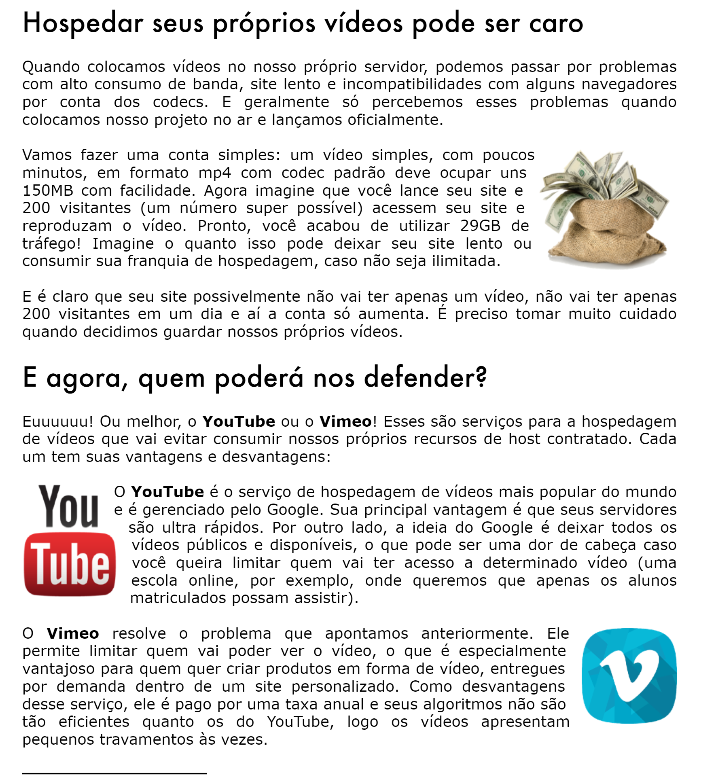 Hospedar seus próprios vídeos pode ser caro
Quando colocamos vídeos no nosso próprio servidor, podemos passar por problemas
com alto consumo de banda, site lento e incompatibilidades com alguns navegadores
por conta dos codecs. E geralmente só percebemos esses problemas quando
colocamos nosso projeto no ar e lançamos oficialmente.
Vamos fazer uma conta simples: um vídeo simples, com poucos
minutos, em formato mp4 com codec padrão deve ocupar uns
150MB com facilidade. Agora imagine que você lance seu site e
200 visitantes (um número super possível) acessem seu site e
reproduzam o vídeo. Pronto, você acabou de utilizar 29GB de
tráfego! Imagine o quanto isso pode deixar seu site lento ou
consumir sua franquia de hospedagem, caso não seja ilimitada.
E é claro que seu site possivelmente não vai ter apenas um vídeo, não vai ter apenas
200 visitantes em um dia e aí a conta só aumenta. É preciso tomar muito cuidado
quando decidimos guardar nossos próprios vídeos.
E agora, quem poderá nos defender?
Euuuuuu! Ou melhor, o YouTube ou o Vimeo! Esses são serviços para a hospedagem
de vídeos que vai evitar consumir nossos próprios recursos de host contratado. Cada
um tem suas vantagens e desvantagens:
You
Tube
O YouTube é o serviço de hospedagem de vídeos mais popular do mundo
e é gerenciado pelo Google. Sua principal vantagem é que seus servidores
são ultra rápidos. Por outro lado, a ideia do Google é deixar todos os
vídeos públicos e disponíveis, o que pode ser uma dor de cabeça caso
você queira limitar quem vai ter acesso a determinado vídeo (uma
escola online, por exemplo, onde queremos que apenas os alunos
matriculados possam assistir).
O Vimeo resolve o problema que apontamos anteriormente. Ele
permite limitar quem vai poder ver o vídeo, o que é especialmente
vantajoso para quem quer criar produtos em forma de vídeo, entregues
por demanda dentro de um site personalizado. Como desvantagens
desse serviço, ele é pago por uma taxa anual e seus algoritmos não são
tão eficientes quanto os do YouTube, logo os vídeos apresentam
pequenos travamentos às vezes.